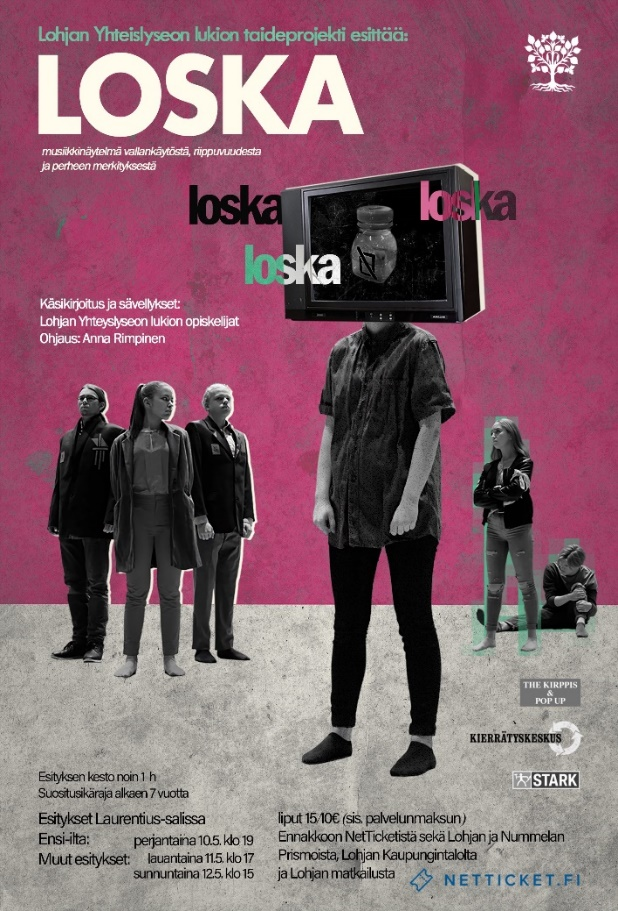 Lohjan Yhteislyseon lukion taideprojekti esittää:
LOSKA
musiikkinäytelmä vallankäytöstä, riippuvuudesta
ja perheen merkityksestä
loska
loska
loska
Käsikirjoitus ja sävellykset:
Lohjan Yhteyslyseon lukion opiskelijat
Ohjaus: Anna Rimpinen
THE KIRPPIS
&
POP UP
KIERRÄTYSKESKUS
STARK
Esityksen kesto noin 1 h
Suositusikäraja alkaen 7 vuotta
Esitykset Laurentius-salissa
Ensi-ilta: perjantaina 10.5. klo 19
Muut esitykset: lauantaina 11.5. klo 17
sunnuntaina 12.5. klo 15
liput 15/10€ (sis. palvelunmaksun)
Ennakkoon NetTicketistä sekä Lohjan ja Nummelan
Prismoista, Lohjan Kaupungintalolta
ja Lohjan matkailusta
NETTICKET.FI